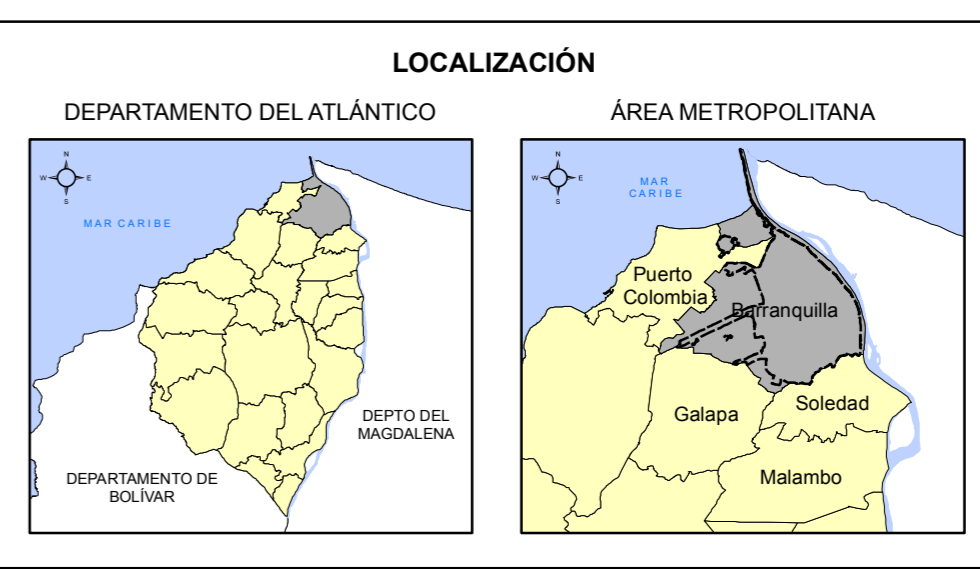 LOCALIZACIÓN
DEPARTAMENTO DEL ATLÁNTICO
N
W E
S
MAR CARIBE
DEPTO DEL
MAGDALENA
DEPARTAMENTO DE
BOLÍVAR
ÁREA METROPOLITANA
N
W E
S
MAR
CARIBE
Puerto
Colombia
Barranquilla
Galapa
Soledad
Malambo